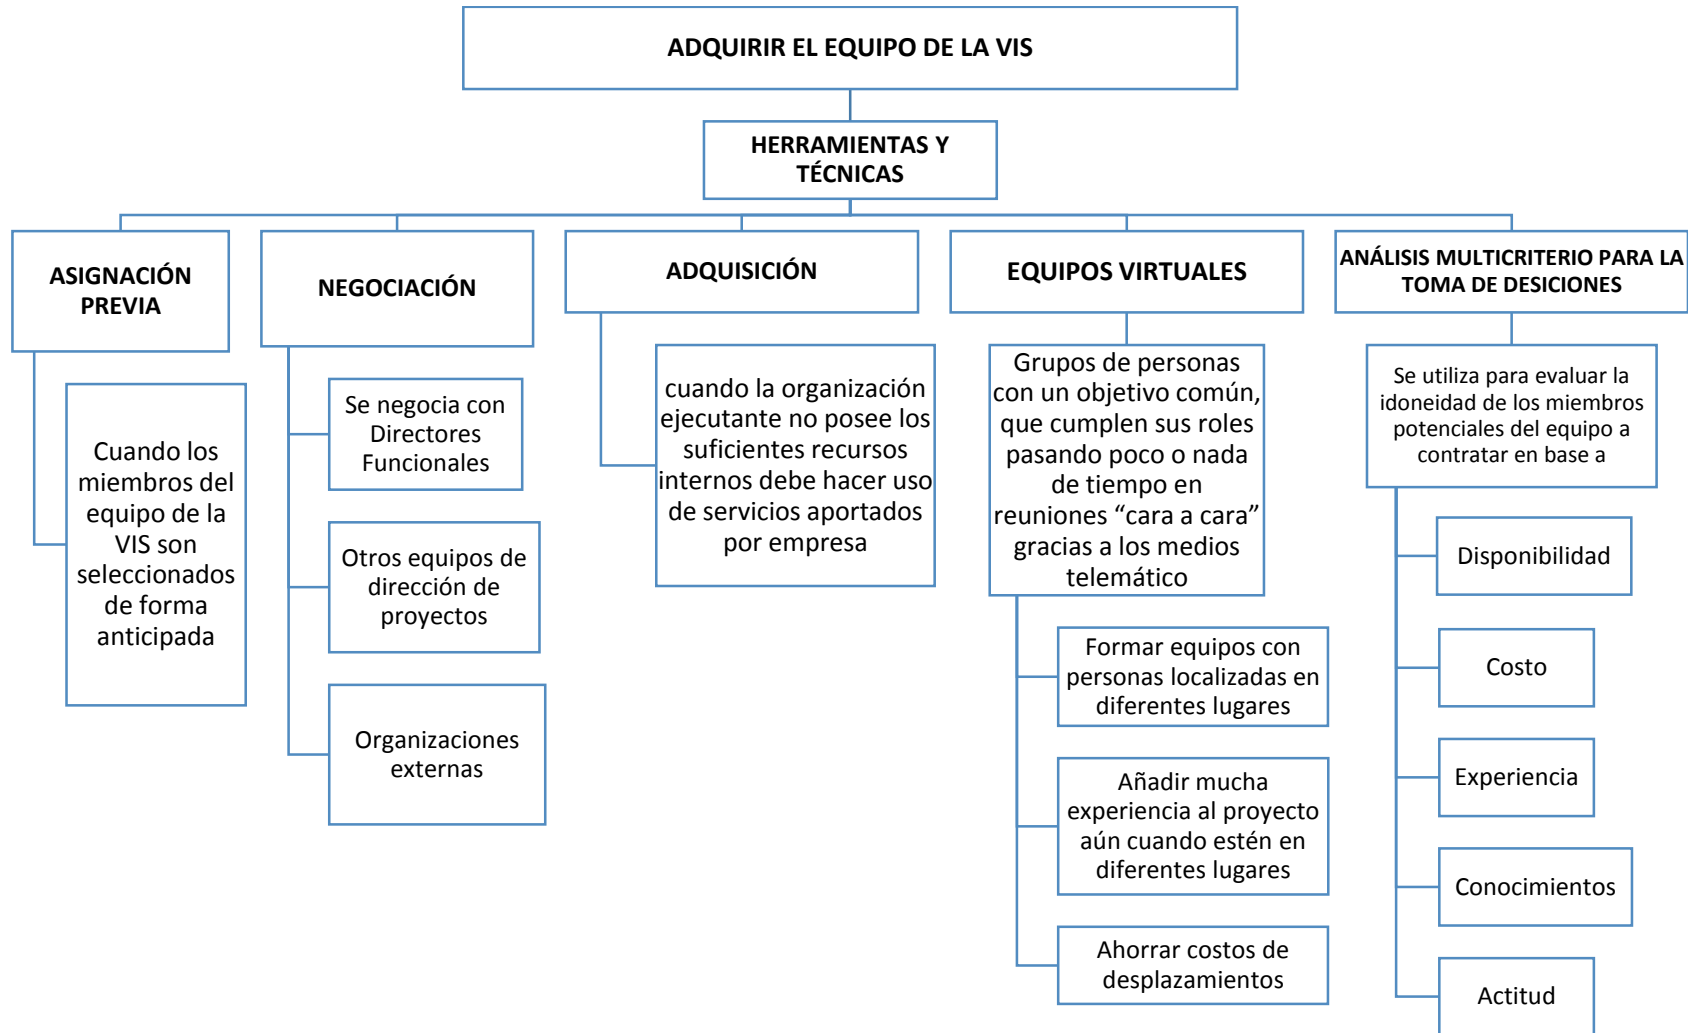 ADQUIRIR EL EQUIPO DE LA VIS
HERRAMIENTAS Y
TÉCNICAS
ASIGNACIÓN
PREVIA
Cuando los
miembros del
equipo de la
VIS son
seleccionados
de forma
anticipada
NEGOCIACIÓN
Se negocia con
Directores
Funcionales
Otros equipos de
dirección de
proyectos
Organizaciones
externas
ADQUISICIÓN
cuando la organización
ejecutante no posee los
suficientes recursos
internos debe hacer uso
de servicios aportados
por empresa
EQUIPOS VIRTUALES
Grupos de personas
con un objetivo común,
que cumplen sus roles
pasando poco o nada
de tiempo en
reuniones “cara a cara”
gracias a los medios
telemático
Formar equipos con
personas localizadas en
diferentes lugares
Añadir mucha
experiencia al proyecto
aún cuando estén en
diferentes lugares
Ahorrar costos de
desplazamientos
ANÁLISIS MULTICRITERIO PARA LA
TOMA DE DESICIONES
Se utiliza para evaluar la
idoneidad de los miembros
potenciales del equipo a
contratar en base a
Disponibilidad
Costo
Experiencia
Conocimientos
Actitud